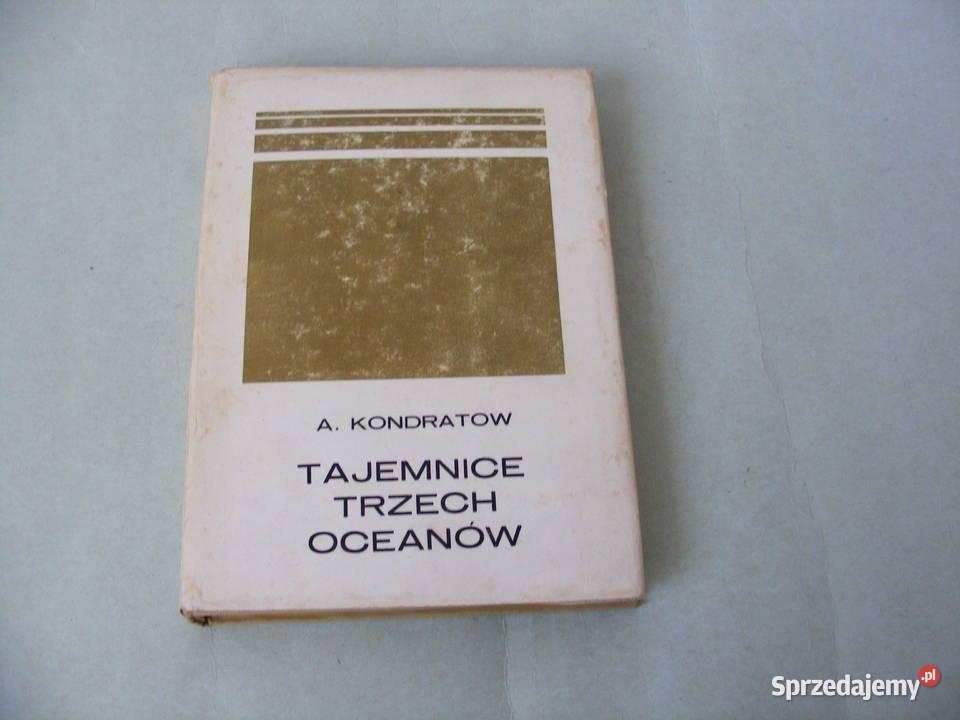 A. KONDRATOW
TAJEMNICE
TRZECH
OCEANÓW
Sprzedajemy.pl